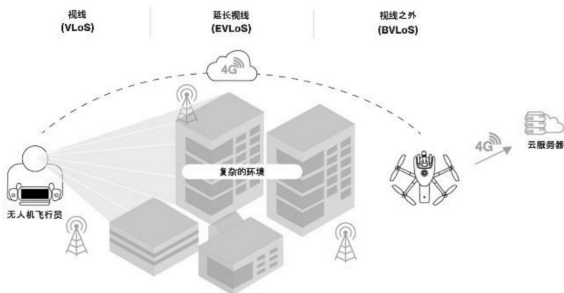 视线
(VLoS)
延长视线
(EVLoS)
视线之外
(BVLoS)
4G
复杂的环境
4G
云服务器
无人机飞行员